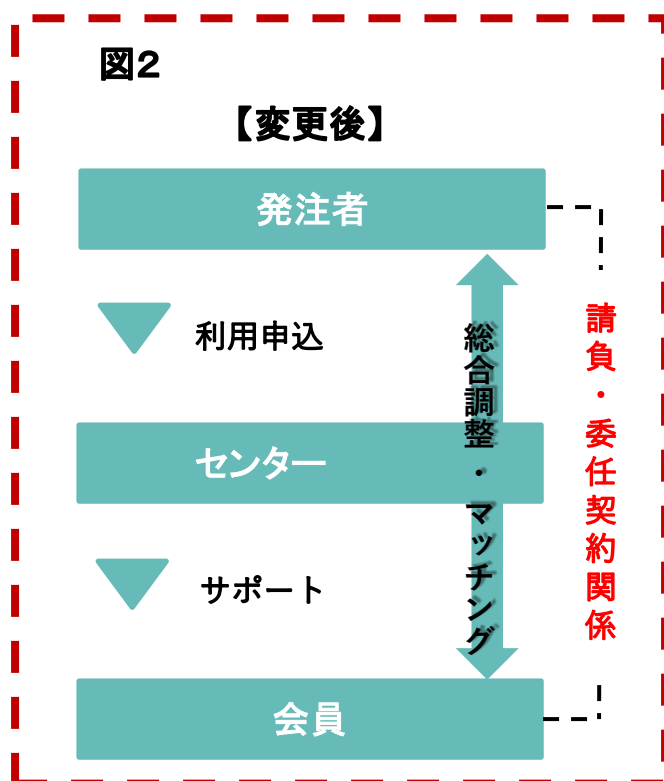 図2
【変更後】
発注者
利用申込
センター
サポート
会員
総合調整・マッチング
請負・委任契約関係